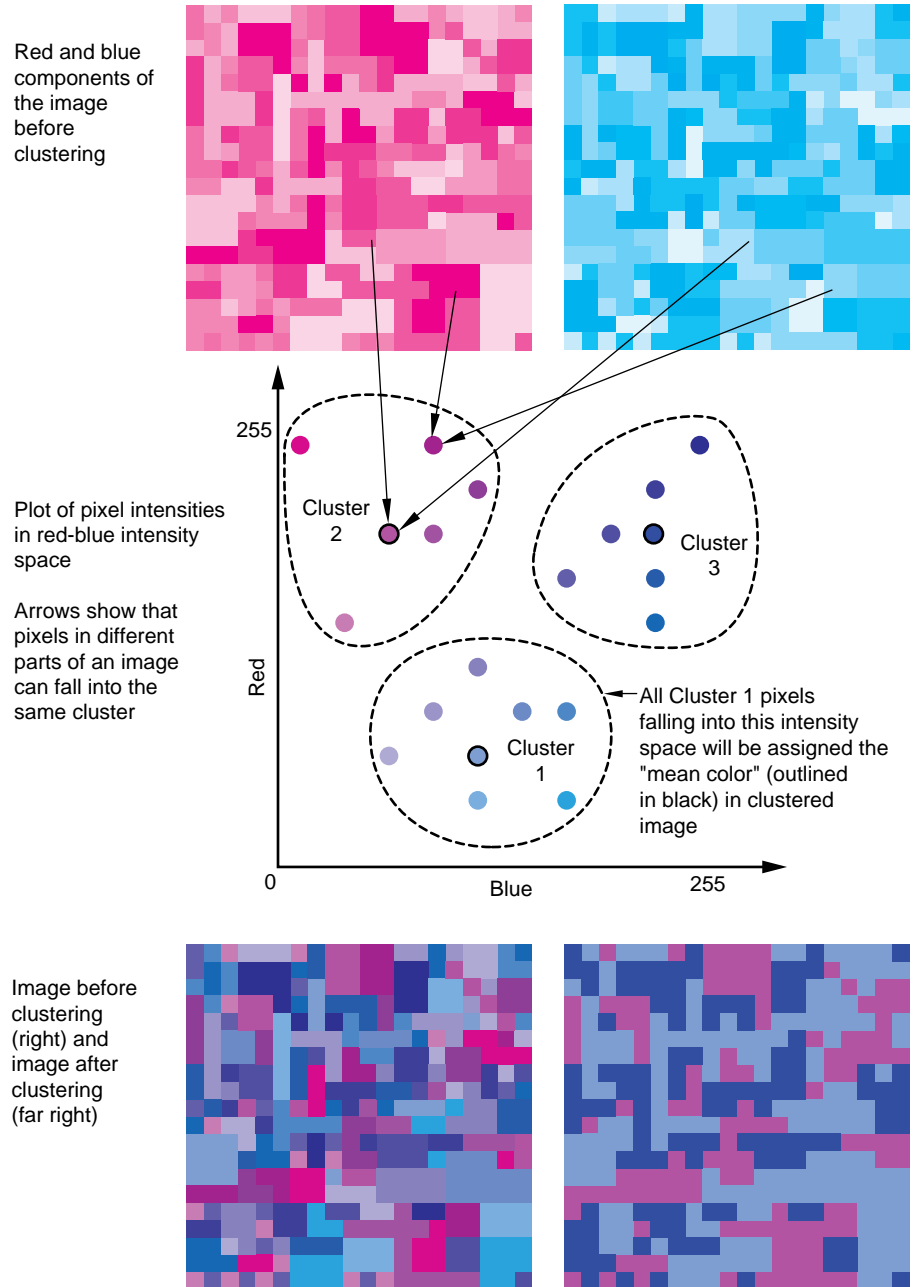 Red and blue
components of
the image
before
clustering
255
Cluster
2
Cluster
3
Plot of pixel intensities
in red-blue intensity
space
Arrows show that
pixels in different
parts of an image
can fall into the
same cluster
Red
All Cluster 1 pixels
falling into this intensity
space will be assigned the
"mean color" (outlined
in black) in clustered
image
Cluster
1
0
Blue
255
Image before
clustering
(right) and
image after
clustering
(far right)